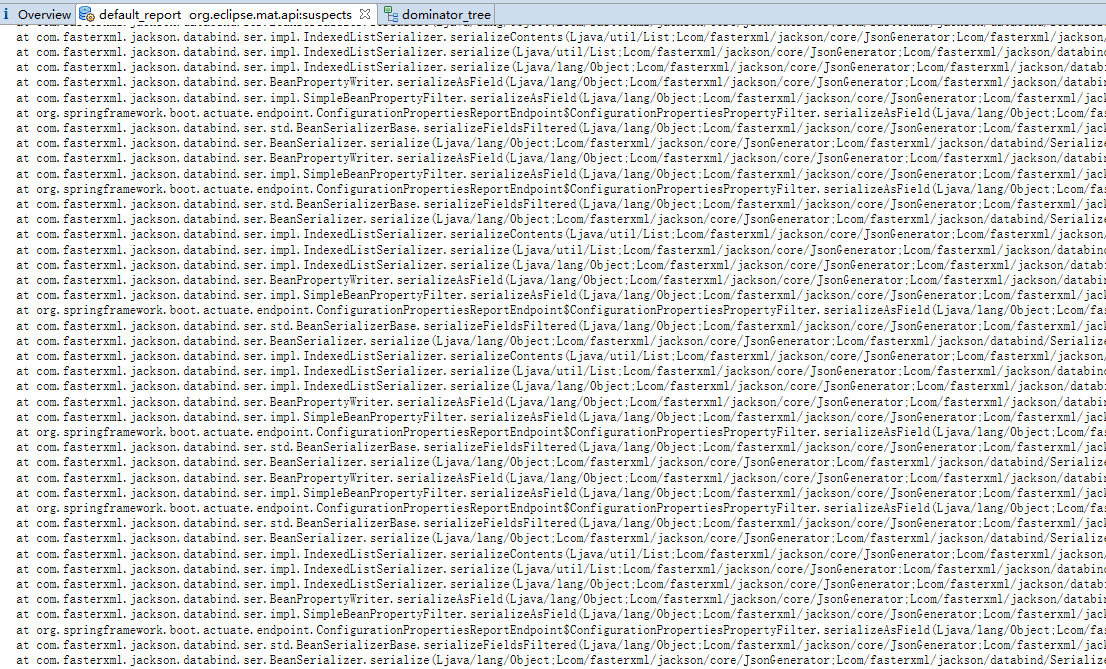 Overview default_report org.eclipse.mat.api:suspects dominator_tree
at com.fasterxml.jackson.databind.ser.impl.IndexedListSerializer.serializeContents(Ljava/util/List;Lcom/fasterxml/jackson/core/JsonGenerator;Lcom/fasterxml/jackson/
at com.fasterxml.jackson.databind.ser.impl.IndexedListSerializer.serialize(Ljava/util/List;Lcom/fasterxml/jackson/core/JsonGenerator;Lcom/fasterxml/jackson/databin
at com.fasterxml.jackson.databind.ser.impl.IndexedListSerializer.serialize(Ljava/lang/Object;Lcom/fasterxml/jackson/core/JsonGenerator;Lcom/fasterxml/jackson/databi
at com.fasterxml.jackson.databind.ser.BeanPropertyWriter.serializeAsField(Ljava/lang/Object;Lcom/fasterxml/jackson/core/JsonGenerator;Lcom/fasterxml/jackson/databin
at com.fasterxml.jackson.databind.ser.impl.SimpleBeanPropertyFilter.serializeAsField(Ljava/lang/Object;Lcom/fasterxml/jackson/core/JsonGenerator;Lcom/fasterxml/jack
at org.springframework.boot.actuate.endpoint.ConfigurationPropertiesReportEndpoint$ConfigurationPropertiesPropertyFilter.serializeAsField(Ljava/lang/Object;Lcom/fas
at com.fasterxml.jackson.databind.ser.std.BeanSerializerBase.serializeFieldsFiltered(Ljava/lang/Object;Lcom/fasterxml/jackson/core/JsonGenerator;Lcom/fasterxml/jack
at com.fasterxml.jackson.databind.ser.BeanSerializer.serialize(Ljava/lang/Object;Lcom/fasterxml/jackson/core/JsonGenerator;Lcom/fasterxml/jackson/databind/Serialize
at com.fasterxml.jackson.databind.ser.BeanPropertyWriter.serializeAsField(Ljava/lang/Object;Lcom/fasterxml/jackson/core/JsonGenerator;Lcom/fasterxml/jackson/databin
at com.fasterxml.jackson.databind.ser.impl.SimpleBeanPropertyFilter.serializeAsField(Ljava/lang/Object;Lcom/fasterxml/jackson/core/JsonGenerator;Lcom/fasterxml/jack
at org.springframework.boot.actuate.endpoint.ConfigurationPropertiesReportEndpoint$ConfigurationPropertiesPropertyFilter.serializeAsField(Ljava/lang/Object;Lcom/fas
at com.fasterxml.jackson.databind.ser.std.BeanSerializerBase.serializeFieldsFiltered(Ljava/lang/Object;Lcom/fasterxml/jackson/core/JsonGenerator;Lcom/fasterxml/jack
at com.fasterxml.jackson.databind.ser.BeanSerializer.serialize(Ljava/lang/Object;Lcom/fasterxml/jackson/core/JsonGenerator;Lcom/fasterxml/jackson/databind/Serialize
at com.fasterxml.jackson.databind.ser.impl.IndexedListSerializer.serializeContents(Ljava/util/List;Lcom/fasterxml/jackson/core/JsonGenerator;Lcom/fasterxml/jackson/
at com.fasterxml.jackson.databind.ser.impl.IndexedListSerializer.serialize(Ljava/util/List;Lcom/fasterxml/jackson/core/JsonGenerator;Lcom/fasterxml/jackson/databin
at com.fasterxml.jackson.databind.ser.impl.IndexedListSerializer.serialize(Ljava/lang/Object;Lcom/fasterxml/jackson/core/JsonGenerator;Lcom/fasterxml/jackson/databi
at com.fasterxml.jackson.databind.ser.BeanPropertyWriter.serializeAsField(Ljava/lang/Object;Lcom/fasterxml/jackson/core/JsonGenerator;Lcom/fasterxml/jackson/databin
at com.fasterxml.jackson.databind.ser.impl.SimpleBeanPropertyFilter.serializeAsField(Ljava/lang/Object;Lcom/fasterxml/jackson/core/JsonGenerator;Lcom/fasterxml/jack
at org.springframework.boot.actuate.endpoint.ConfigurationPropertiesReportEndpoint$ConfigurationPropertiesPropertyFilter.serializeAsField(Ljava/lang/Object;Lcom/fas
at com.fasterxml.jackson.databind.ser.std.BeanSerializerBase.serializeFieldsFiltered(Ljava/lang/Object;Lcom/fasterxml/jackson/core/JsonGenerator;Lcom/fasterxml/jack
at com.fasterxml.jackson.databind.ser.BeanSerializer.serialize(Ljava/lang/Object;Lcom/fasterxml/jackson/core/JsonGenerator;Lcom/fasterxml/jackson/databind/Serialize
at com.fasterxml.jackson.databind.ser.impl.IndexedListSerializer.serializeContents(Ljava/util/List;Lcom/fasterxml/jackson/core/JsonGenerator;Lcom/fasterxml/jackson/
at com.fasterxml.jackson.databind.ser.impl.IndexedListSerializer.serialize(Ljava/util/List;Lcom/fasterxml/jackson/core/JsonGenerator;Lcom/fasterxml/jackson/databin
at com.fasterxml.jackson.databind.ser.impl.IndexedListSerializer.serialize(Ljava/lang/Object;Lcom/fasterxml/jackson/core/JsonGenerator;Lcom/fasterxml/jackson/databi
at com.fasterxml.jackson.databind.ser.BeanPropertyWriter.serializeAsField(Ljava/lang/Object;Lcom/fasterxml/jackson/core/JsonGenerator;Lcom/fasterxml/jackson/databin
at com.fasterxml.jackson.databind.ser.impl.SimpleBeanPropertyFilter.serializeAsField(Ljava/lang/Object;Lcom/fasterxml/jackson/core/JsonGenerator;Lcom/fasterxml/jack
at org.springframework.boot.actuate.endpoint.ConfigurationPropertiesReportEndpoint$ConfigurationPropertiesPropertyFilter.serializeAsField(Ljava/lang/Object;Lcom/fas
at com.fasterxml.jackson.databind.ser.std.BeanSerializerBase.serializeFieldsFiltered(Ljava/lang/Object;Lcom/fasterxml/jackson/core/JsonGenerator;Lcom/fasterxml/jack
at com.fasterxml.jackson.databind.ser.BeanSerializer.serialize(Ljava/lang/Object;Lcom/fasterxml/jackson/core/JsonGenerator;Lcom/fasterxml/jackson/databind/Serialize
at com.fasterxml.jackson.databind.ser.BeanPropertyWriter.serializeAsField(Ljava/lang/Object;Lcom/fasterxml/jackson/core/JsonGenerator;Lcom/fasterxml/jackson/databin
at com.fasterxml.jackson.databind.ser.impl.SimpleBeanPropertyFilter.serializeAsField(Ljava/lang/Object;Lcom/fasterxml/jackson/core/JsonGenerator;Lcom/fasterxml/jack
at org.springframework.boot.actuate.endpoint.ConfigurationPropertiesReportEndpoint$ConfigurationPropertiesPropertyFilter.serializeAsField(Ljava/lang/Object;Lcom/fas
at com.fasterxml.jackson.databind.ser.std.BeanSerializerBase.serializeFieldsFiltered(Ljava/lang/Object;Lcom/fasterxml/jackson/core/JsonGenerator;Lcom/fasterxml/jack
at com.fasterxml.jackson.databind.ser.BeanSerializer.serialize(Ljava/lang/Object;Lcom/fasterxml/jackson/core/JsonGenerator;Lcom/fasterxml/jackson/databind/Serialize
at com.fasterxml.jackson.databind.ser.impl.IndexedListSerializer.serializeContents(Ljava/util/List;Lcom/fasterxml/jackson/core/JsonGenerator;Lcom/fasterxml/jackson/
at com.fasterxml.jackson.databind.ser.impl.IndexedListSerializer.serialize(Ljava/util/List;Lcom/fasterxml/jackson/core/JsonGenerator;Lcom/fasterxml/jackson/databin
at com.fasterxml.jackson.databind.ser.impl.IndexedListSerializer.serialize(Ljava/lang/Object;Lcom/fasterxml/jackson/core/JsonGenerator;Lcom/fasterxml/jackson/databi
at com.fasterxml.jackson.databind.ser.BeanPropertyWriter.serializeAsField(Ljava/lang/Object;Lcom/fasterxml/jackson/core/JsonGenerator;Lcom/fasterxml/jackson/databin
at com.fasterxml.jackson.databind.ser.impl.SimpleBeanPropertyFilter.serializeAsField(Ljava/lang/Object;Lcom/fasterxml/jackson/core/JsonGenerator;Lcom/fasterxml/jack
at org.springframework.boot.actuate.endpoint.ConfigurationPropertiesReportEndpoint$ConfigurationPropertiesPropertyFilter.serializeAsField(Ljava/lang/Object;Lcom/fas
at com.fasterxml.jackson.databind.ser.std.BeanSerializerBase.serializeFieldsFiltered(Ljava/lang/Object;Lcom/fasterxml/jackson/core/JsonGenerator;Lcom/fasterxml/jack
at com.fasterxml.jackson.databind.ser.BeanSerializer.serialize(Ljava/lang/Object;Lcom/fasterxml/jackson/core/JsonGenerator;Lcom/fasterxml/jackson/databind/Serialize